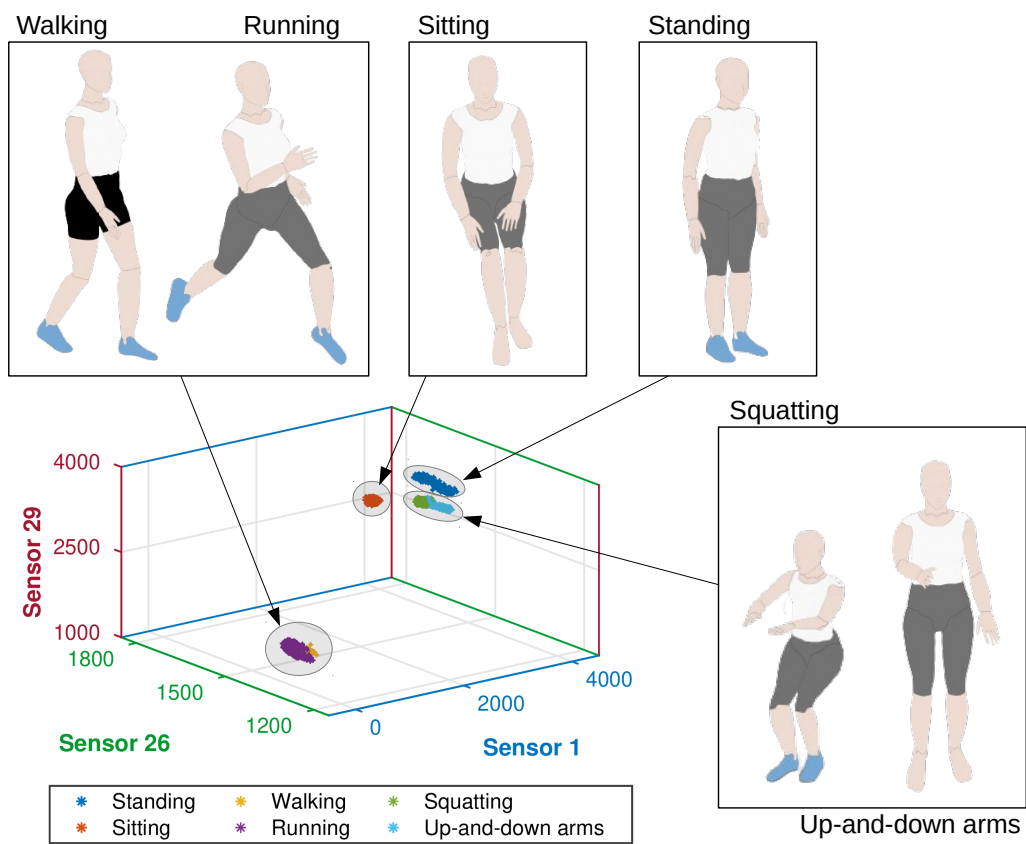 Walking
Running
Sitting
Standing
Squatting
4000
2500
1000
Sensor 29
1800
1500
1200
Sensor 26
0
2000
4000
Sensor 1
Standing
Walking
Squatting
Sitting
Running
Up-and-down arms
Up-and-down arms